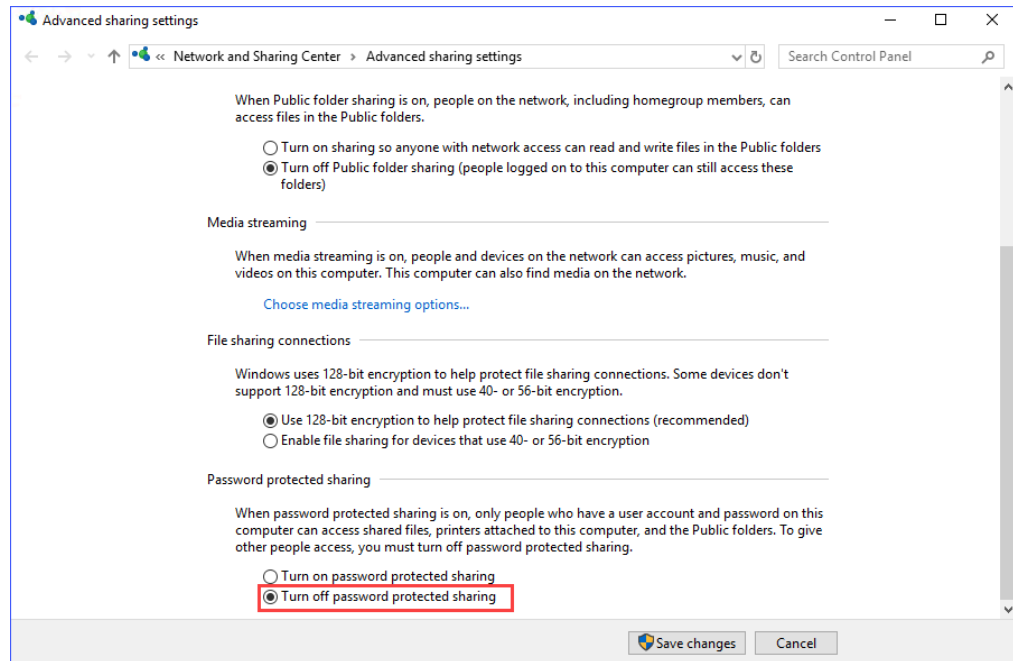 Advanced sharing settings
« Network and Sharing Center › Advanced sharing settings
Search Control Panel
When Public folder sharing is on, people on the network, including homegroup members, can
access files in the Public folders.
Turn on sharing so anyone with network access can read and write files in the Public folders
Turn off Public folder sharing (people logged on to this computer can still access these
folders)
Media streaming
When media streaming is on, people and devices on the network can access pictures, music, and
videos on this computer. This computer can also find media on the network.
Choose media streaming options...
File sharing connections
Windows uses 128-bit encryption to help protect file sharing connections. Some devices don't
support 128-bit encryption and must use 40- or 56-bit encryption.
Use 128-bit encryption to help protect file sharing connections (recommended)
Enable file sharing for devices that use 40- or 56-bit encryption
Password protected sharing
When password protected sharing is on, only people who have a user account and password on this
computer can access shared files, printers attached to this computer, and the Public folders. To give
other people access, you must turn off password protected sharing.
Turn on password protected sharing
Turn off password protected sharing
Save changes
Cancel